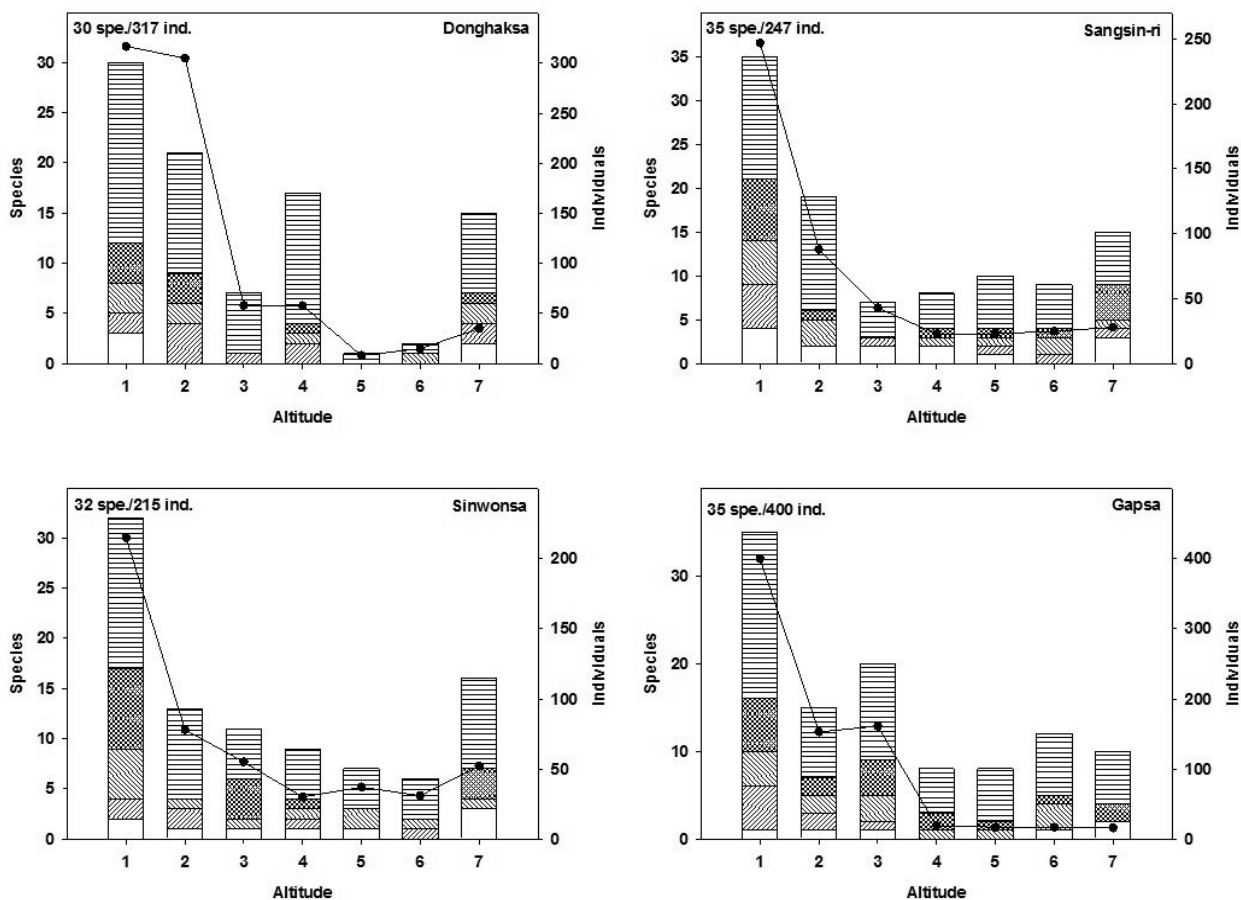 30 spe./317 ind. Donghaksa
30
25
20
15
10
5
0
Species
300
250
200
150
100
50
0
Individuals
1 2 3 4 5 6 7
Altitude
35 spe./247 ind. Sangsin-ri
35
30
25
20
15
10
5
0
Species
250
200
150
100
50
0
Individuals
1 2 3 4 5 6 7
Altitude
32 spe./215 ind. Sinwonsa
30
25
20
15
10
5
0
Species
200
150
100
50
0
Individuals
1 2 3 4 5 6 7
Altitude
35 spe./400 ind. Gapsa
30
20
10
0
Species
400
300
200
100
0
Individuals
1 2 3 4 5 6 7
Altitude